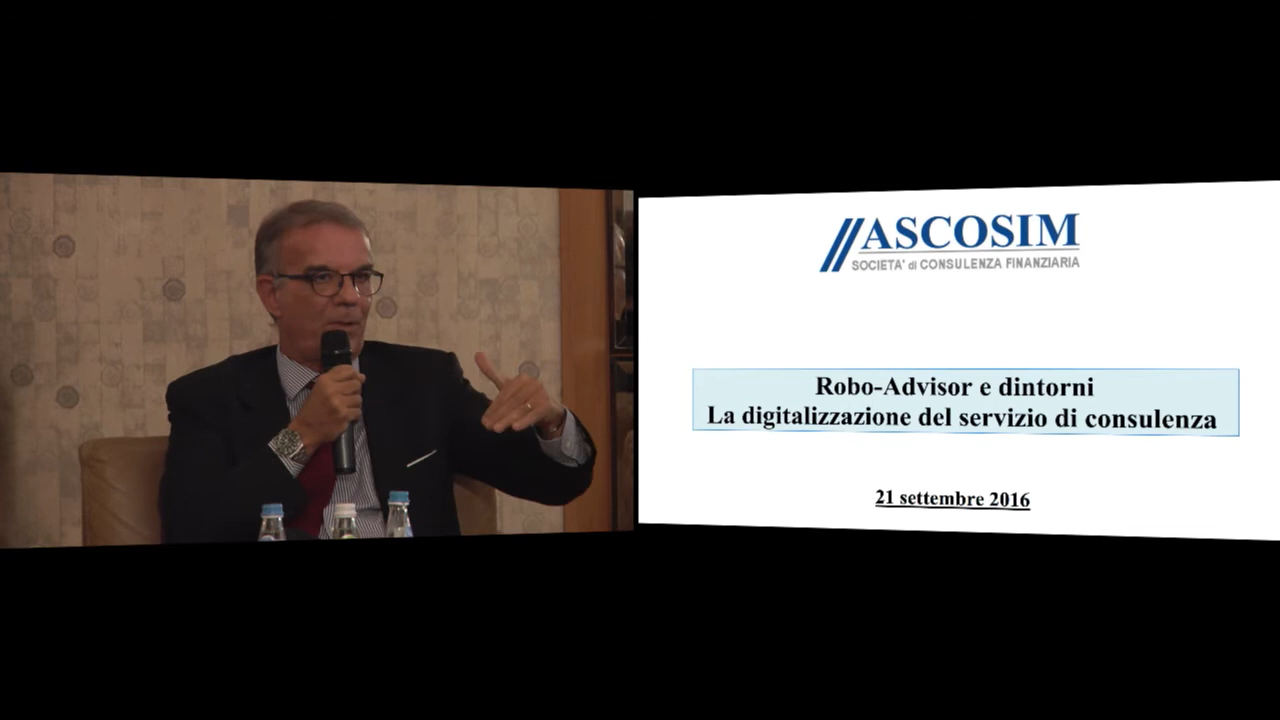 ASCOSIM
SOCIETA' di CONSULENZA FINANZIARIA
Robo-Advisor e dintorni
La digitalizzazione del servizio di consulenza
21 settembre 2016